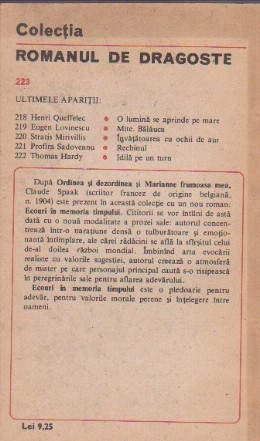 Colecția
ROMANUL DE DRAGOSTE
223
ULTIMELE APARIȚII:
218 Henri Queffelec • O lumină se aprinde pe mare
219 Eugen Lovinescu • Mite. Bălăuca
220 Stratis Mirivillis • Învățătoarea cu ochii de aur
221 Profira Sadoveanu • Rechinul
222 Thomas Hardy • Idilă pe un turn
După Ordinea și dezordinea și Marianne frumoasa mea,
Claude Spaak (scriitor francez de origine belgiană,
n. 1904) este prezent în această colecție cu un nou roman:
Ecouri în memoria timpului. Cititorii se vor întîlni de astă
dată cu o nouă modalitate a prozei sale: autorul concen-
trează într-o narațiune densă o tulburătoare și emoțio-
nantă întîmplare, ale cărei rădăcini se află la sfîrșitul celui
de-al doilea război mondial. Îmbinînd arta evocării
realiste cu valorile sugestiei, autorul creează o atmosferă
de mister pe care personajul principal caută s-o risipească
în peregrinările sale pentru aflarea adevărului.
Ecouri în memoria timpului este o pledoarie pentru
adevăr, pentru valorile morale perene și înțelegere între
oameni.
Lei 9,25